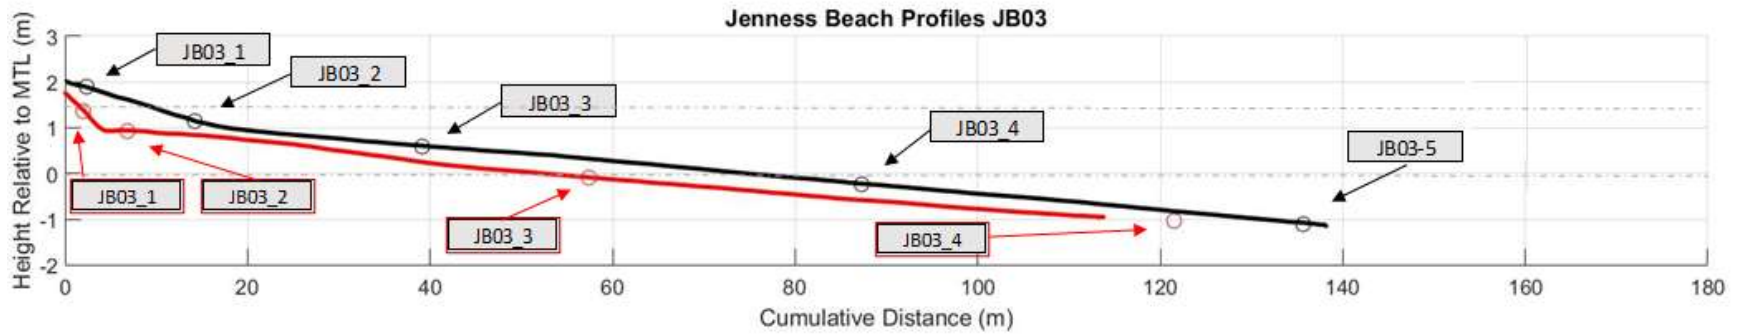 Jenness Beach Profiles JB03
Height Relative to MTL (m)
3
2
1
0
-1
-2
JB03_1
JB03_2
JB03_3
JB03_4
JB03-5
JB03_1
JB03_2
JB03_3
JB03_4
0 20 40 60 80 100 120 140 160 180
Cumulative Distance (m)